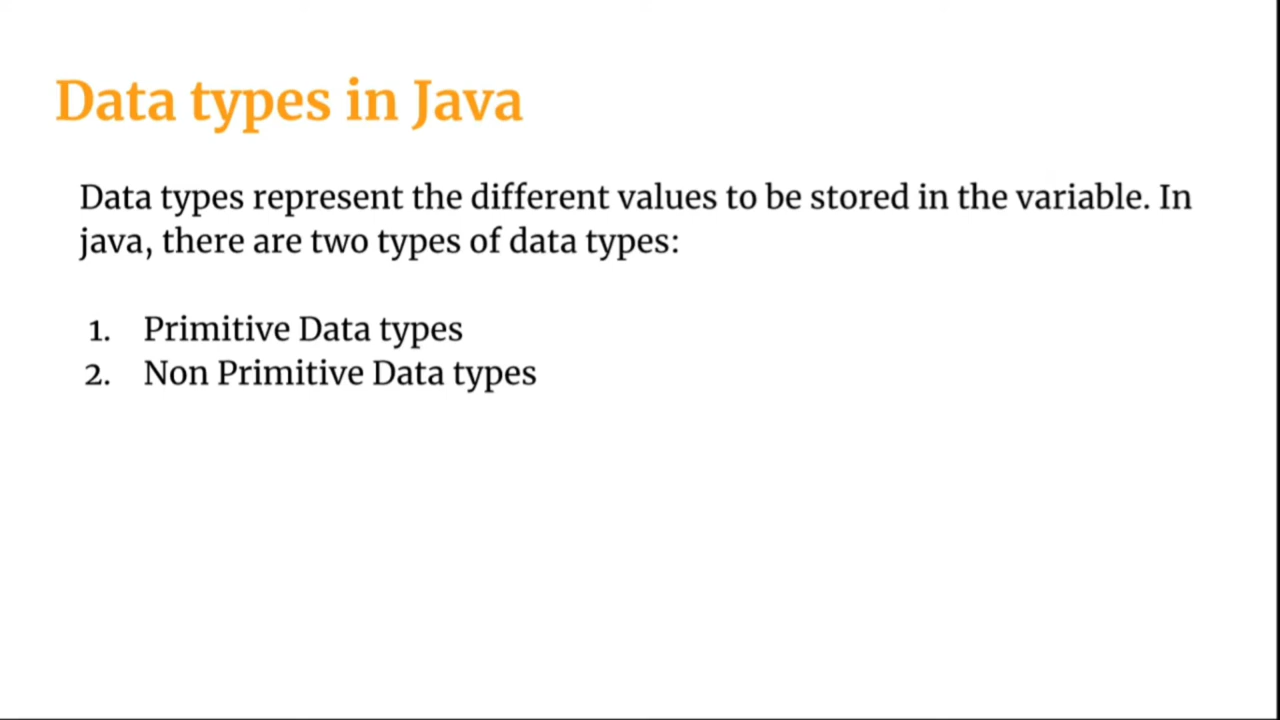 Data types in Java
Data types represent the different values to be stored in the variable. In
java, there are two types of data types:
1. Primitive Data types
2. Non Primitive Data types